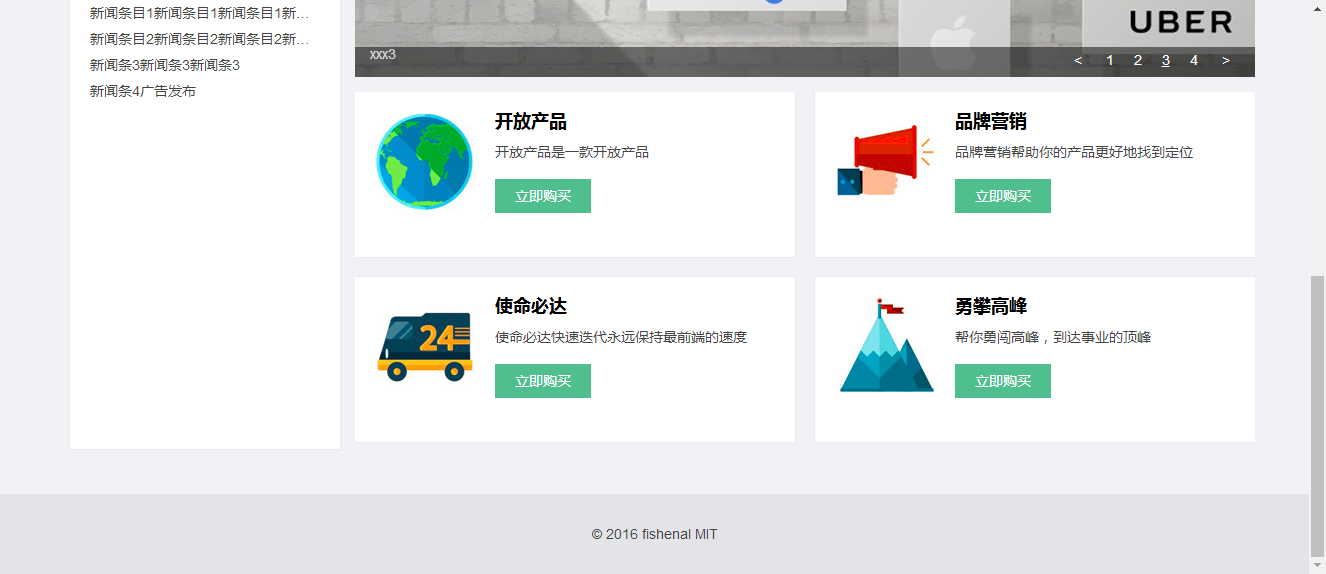 新闻条目1新闻条目1新闻条目1新…
新闻条目2新闻条目2新闻条目2新…
新闻条3新闻条3新闻条3
新闻条4广告发布
UBER
xxx3
< 1 2 3 4 >
开放产品
开放产品是一款开放产品
立即购买
品牌营销
品牌营销帮助你的产品更好地找到定位
立即购买
24
使命必达
使命必达快速迭代永远保持最前端的速度
立即购买
勇攀高峰
帮你勇闯高峰，到达事业的顶峰
立即购买
© 2016 fishenal MIT